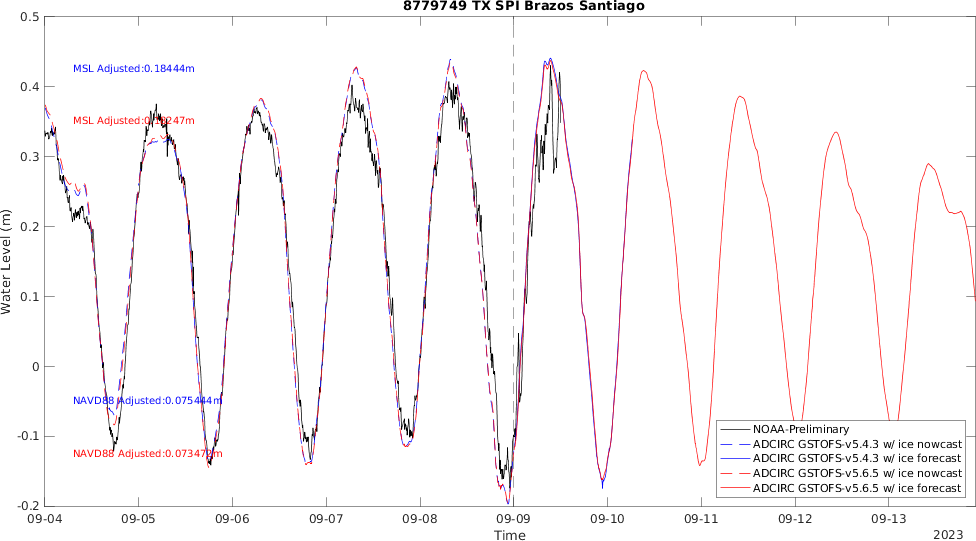 8779749 TX SPI Brazos Santiago
0.5
0.4
0.3
0.2
0.1
0
-0.1
-0.2
Water Level (m)
MSL Adjusted:0.18444m
NAVD88 Adjusted:0.075444m
NOAA-Preliminary
ADCIRC GSTOFS-v5.4.3 w/ ice nowcast
ADCIRC GSTOFS-v5.4.3 w/ ice forecast
ADCIRC GSTOFS-v5.6.5 w/ ice nowcast
ADCIRC GSTOFS-v5.6.5 w/ ice forecast
09-04 09-05 09-06 09-07 09-08 09-09 09-10 09-11 09-12 09-13
Time
2023